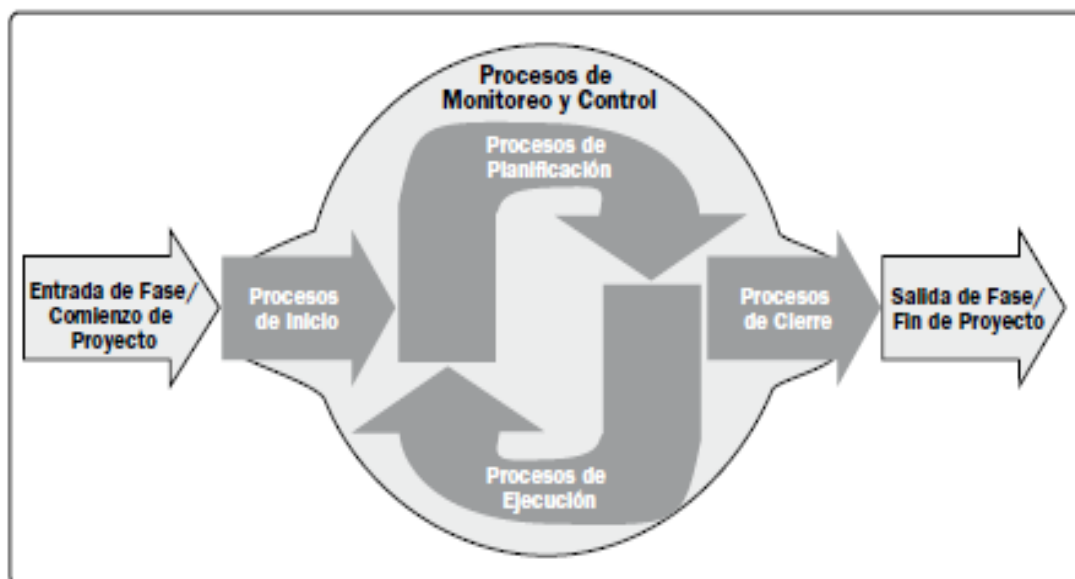 Procesos de
Monitoreo y Control
Procesos de
Planificación
Entrada de Fase/
Comienzo de
Proyecto
Procesos
de Inicio
Procesos
de Cierre
Salida de Fase/
Fin de Proyecto
Procesos de
Ejecución